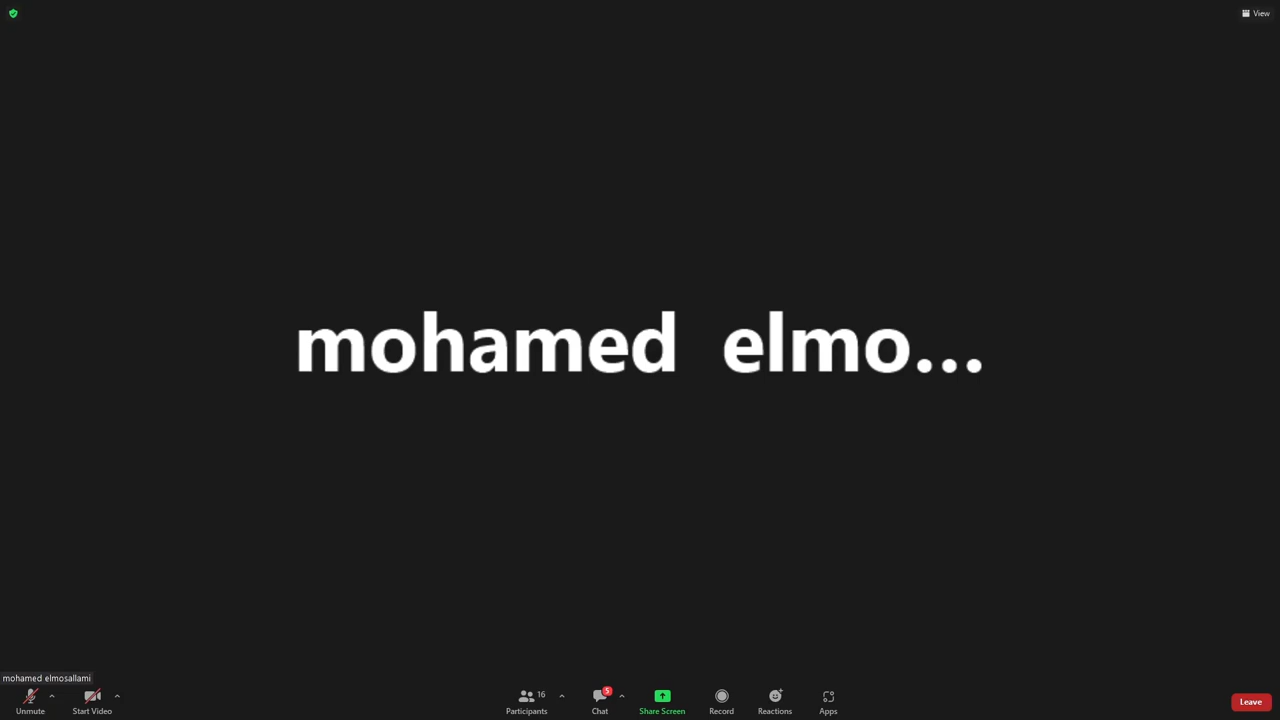 View
mohamed elmo...
mohamed elmosallami
Unmute
Start Video
Participants
16
Chat
5
Share Screen
Record
Reactions
Apps
Leave